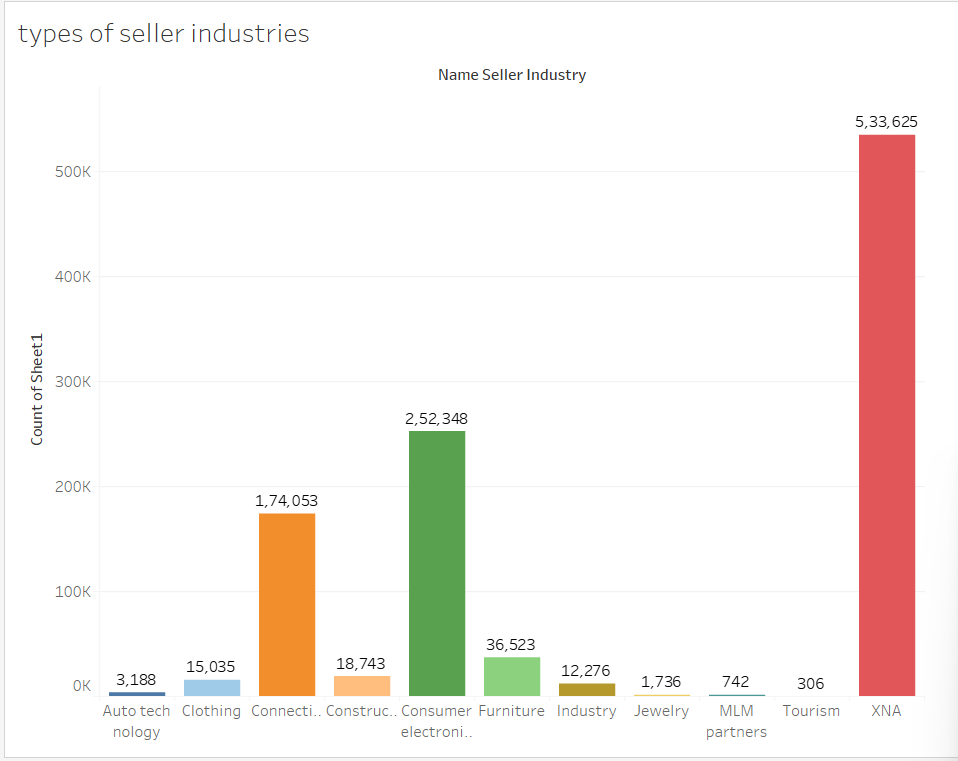 types of seller industries
Name Seller Industry
5,33,625
500K
400K
300K
2,52,348
200K
1,74,053
100K
36,523
18,743
15,035
12,276
3,188
1,736
742
306
0K
Count of Sheet1
Auto tech
nology
Clothing
Connecti..
Construc..
Consumer
electroni..
Furniture
Industry
Jewelry
MLM
partners
Tourism
XNA